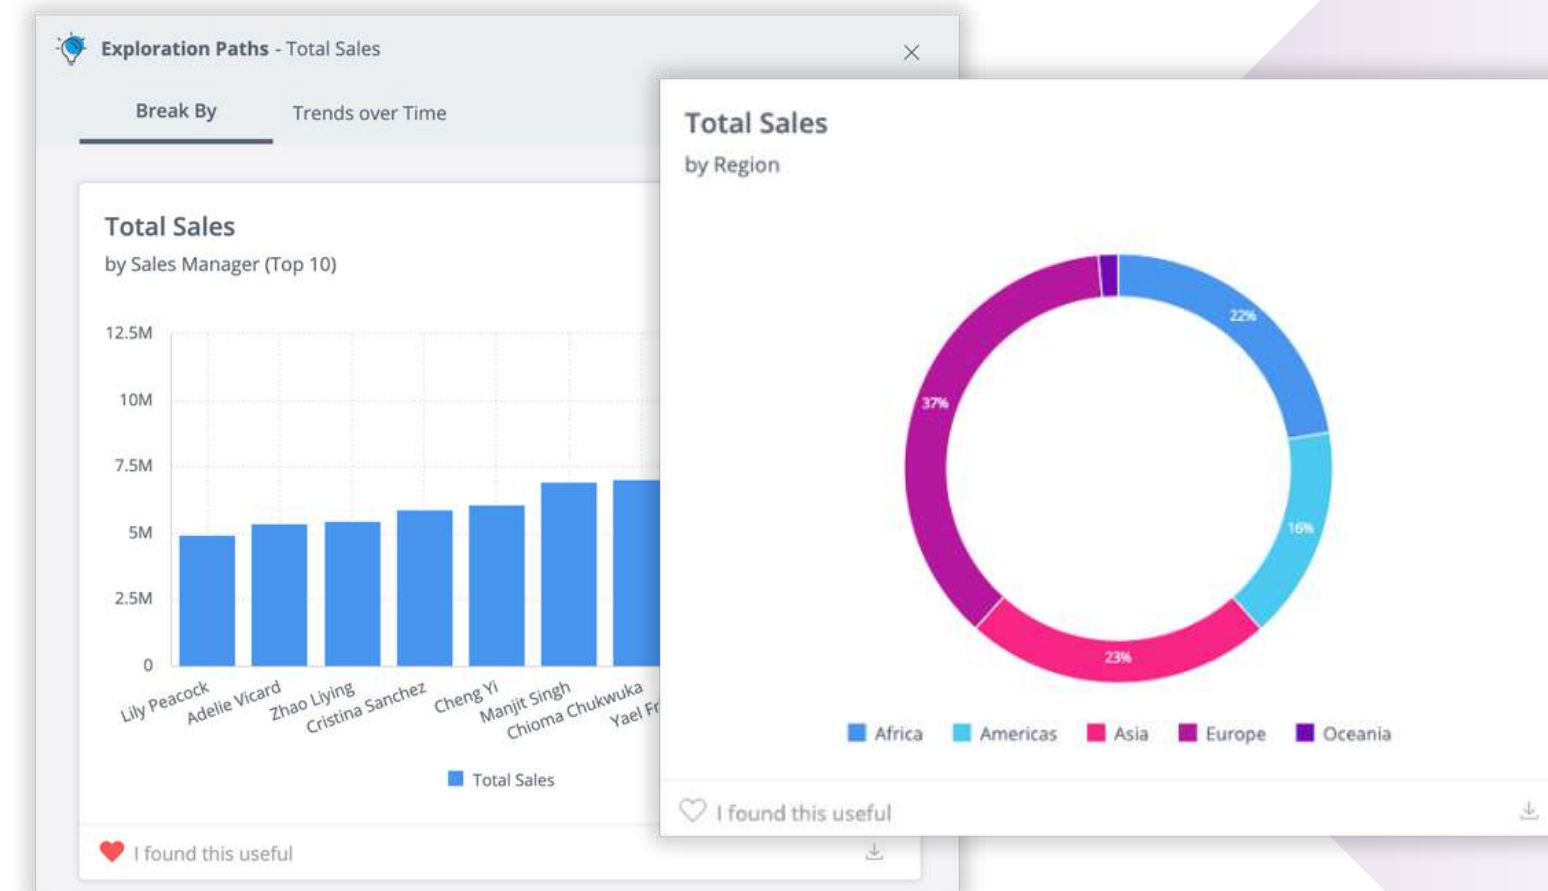 Exploration Paths - Total Sales
Break By
Trends over Time
Total Sales
by Sales Manager (Top 10)
12.5M
10M
7.5M
5M
2.5M
0
Lily Peacock
Adelie Vicard
Zhao Liying
Cristina Sanchez
Cheng Yi
Manjit Singh
Chioma Chukwuka
Yael
Total Sales
I found this useful
Total Sales
by Region
22%
37%
16%
23%
Africa Americas Asia Europe Oceania
I found this useful